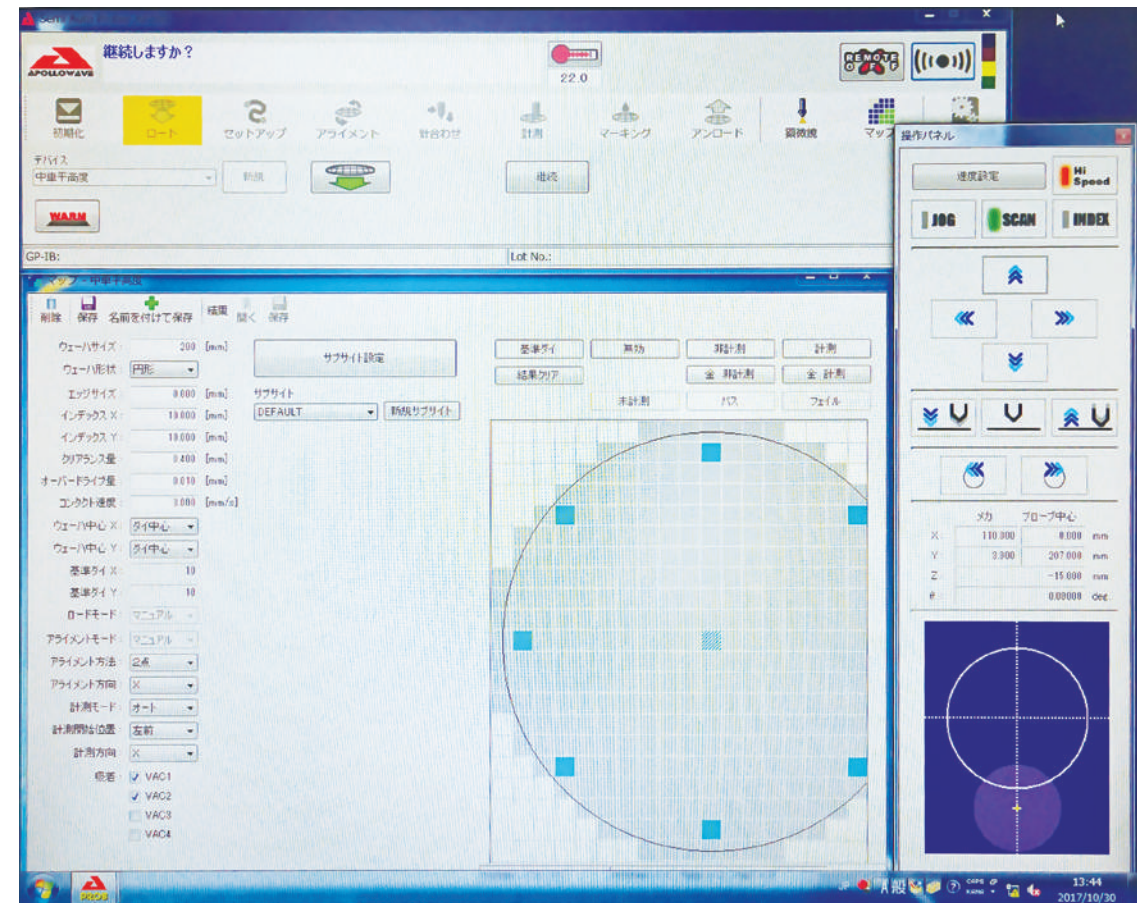 継続しますか?
APOLLOWAVE
22.0
REMOTE
初期化 ロード セットアップ アライメント 針合わせ 計測 マーキング アンロード 顕微鏡 マップ
デバイス
新規 継続
WARM
GP-IB: Lot No.:
操作パネル
速度設定 Hi Speed
JOG SCAN INDEX
削除 保存 名前を付けて保存 結果 開く 保存
ウェーハサイズ: 200 [mm]
サブサイト設定
ウェーハ形状: 円形
エッジサイズ: 0.000 [mm]
サブサイト
インデックス X: 10.000 [mm]
DEFAULT 新規サブサイト
インデックス Y: 10.000 [mm]
クリアランス量: 0.400 [mm]
オーバードライブ量: 0.010 [mm]
コンタクト速度: [mm/s]
ウェーハ中心 X: ダイ中心
ウェーハ中心 Y: ダイ中心
基準ダイ X: 10
基準ダイ Y: 10
ロードモード: マニュアル
アライメントモード: マニュアル
アライメント方法: 2点
アライメント方向: X
計測モード: オート
計測開始位置: 左前
計測方向: X
吸着: VAC1
VAC2
VAC3
VAC4
基準ダイ 無効 非計測 計測
結果クリア 全 非計測 全 計測
未計測 パス フェイル
メカ プローブ中心
X 110.000 0.000 mm
Y 207.000 mm
Z -15.000 mm
θ 0.00000 deg
JP A 般 CAPS KANA
13:44
2017/10/30